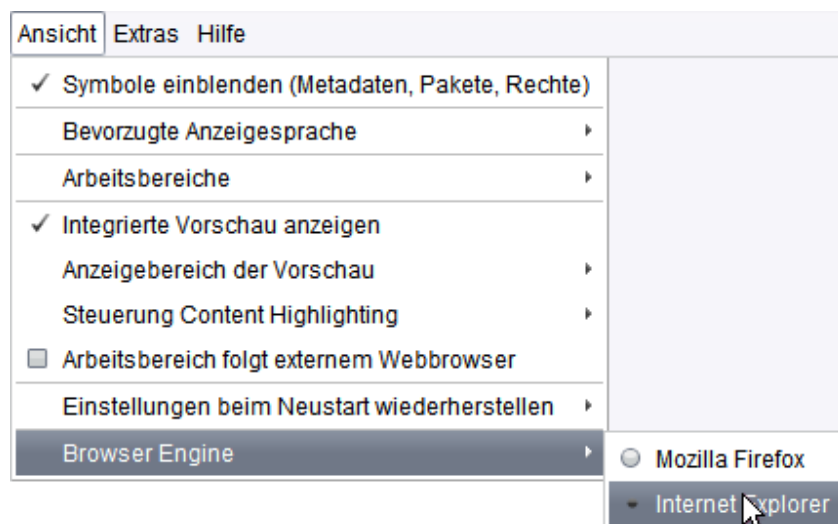 Ansicht Extras Hilfe
Symbole einblenden (Metadaten, Pakete, Rechte)
Bevorzugte Anzeigesprache
Arbeitsbereiche
Integrierte Vorschau anzeigen
Anzeigebereich der Vorschau
Steuerung Content Highlighting
Arbeitsbereich folgt externem Webbrowser
Einstellungen beim Neustart wiederherstellen
Browser Engine
Mozilla Firefox
Internet Explorer